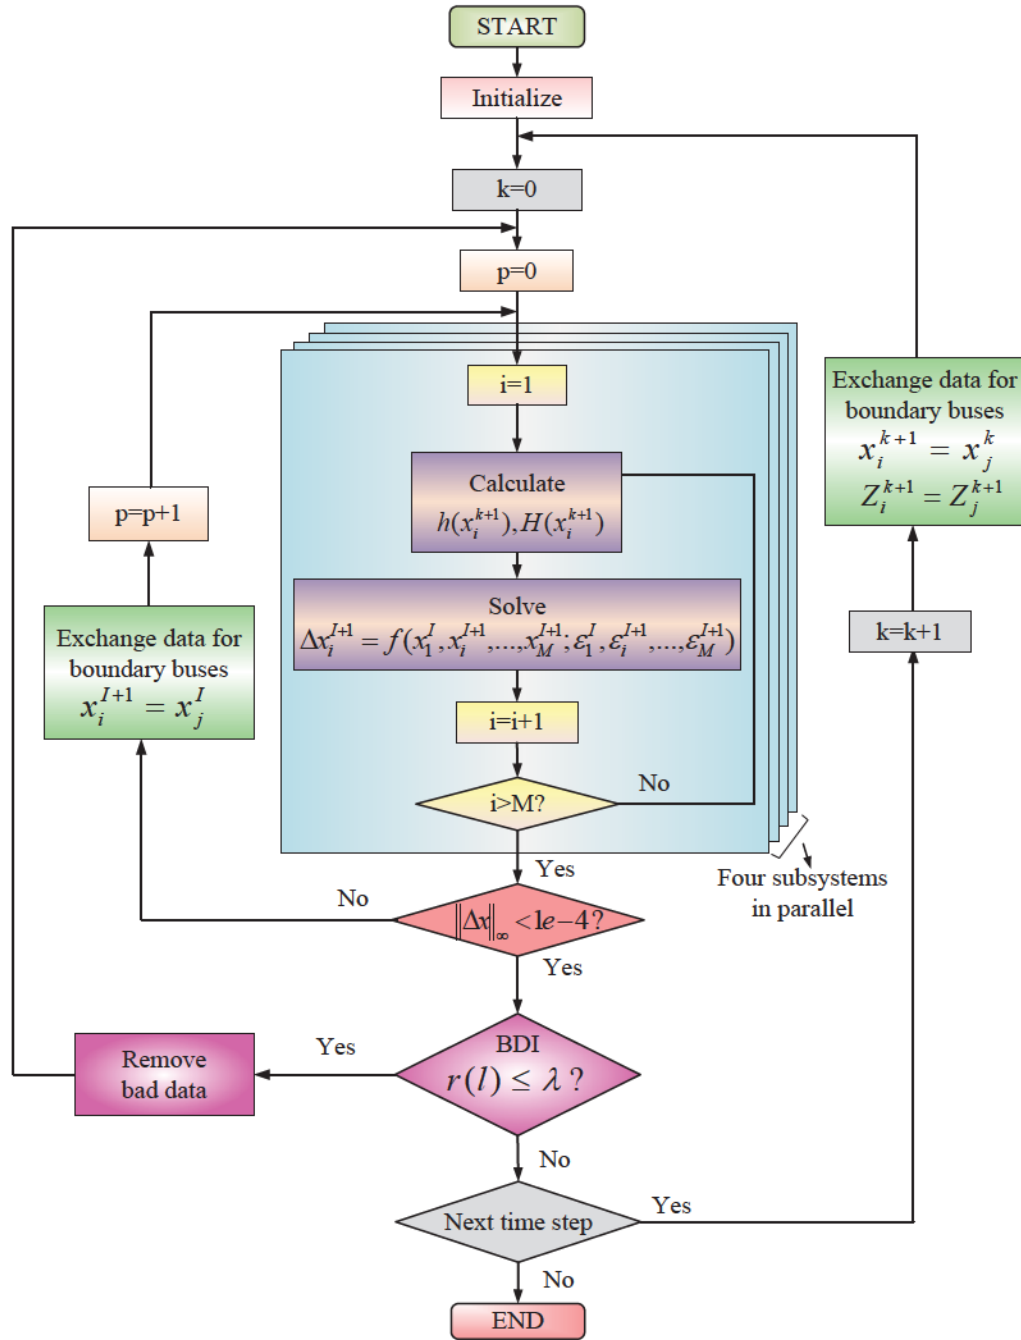 START
Initialize
k=0
p=0
i=1
Calculate
h(x_i^{k+1}), H(x_i^{k+1})
Solve
Δx_i^{I+1} = f(x_1^I, x_i^{I+1},..., x_M^{I+1}; ε_1^I, ε_i^{I+1},..., ε_M^{I+1})
i=i+1
i>M?
No
Yes
Four subsystems
in parallel
‖Δx‖_∞ <1e−4?
No
Exchange data for
boundary buses
x_i^{I+1} = x_j^I
p=p+1
Yes
BDI
r(l) ≤ λ ?
Yes
Remove
bad data
No
Next time step
Yes
k=k+1
Exchange data for
boundary buses
x_i^{k+1} = x_j^k
Z_i^{k+1} = Z_j^{k+1}
No
END